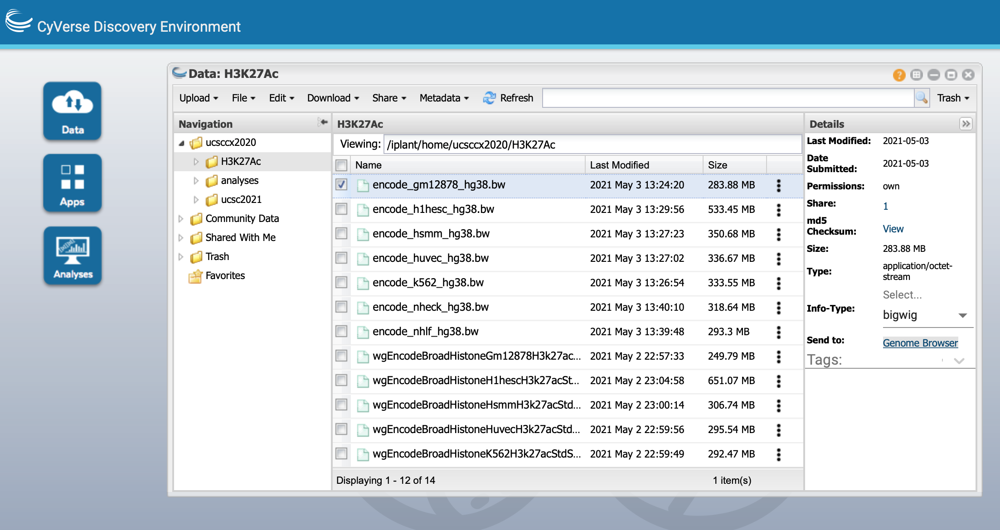 CyVerse Discovery Environment
Data
Apps
Analyses
Data: H3K27Ac
?
Upload File Edit Download Share Metadata Refresh Trash
Navigation
ucsccx2020
H3K27Ac
analyses
ucsc2021
Community Data
Shared With Me
Trash
Favorites
H3K27Ac
Viewing: /iplant/home/ucsccx2020/H3K27Ac
Name Last Modified Size
encode_gm12878_hg38.bw 2021 May 3 13:24:20 283.88 MB
encode_h1hesc_hg38.bw 2021 May 3 13:29:56 533.45 MB
encode_hsmm_hg38.bw 2021 May 3 13:27:23 350.68 MB
encode_huvec_hg38.bw 2021 May 3 13:27:02 336.67 MB
encode_k562_hg38.bw 2021 May 3 13:26:54 333.55 MB
encode_nheck_hg38.bw 2021 May 3 13:40:10 318.64 MB
encode_nhlf_hg38.bw 2021 May 3 13:39:48 293.3 MB
wgEncodeBroadHistoneGm12878H3k27ac... 2021 May 2 22:57:33 249.79 MB
wgEncodeBroadHistoneH1hescH3k27acSt... 2021 May 2 23:04:58 651.07 MB
wgEncodeBroadHistoneHsmmH3k27acStd... 2021 May 2 23:00:14 306.74 MB
wgEncodeBroadHistoneHuvecH3k27acStd... 2021 May 2 22:59:56 295.54 MB
wgEncodeBroadHistoneK562H3k27acStdS... 2021 May 2 22:59:49 292.47 MB
Displaying 1 - 12 of 14 1 item(s)
Details
Last Modified: 2021-05-03
Date
Submitted: 2021-05-03
Permissions: own
Share: 1
md5
Checksum: View
Size: 283.88 MB
Type: application/octet-
stream
Select...
Info-Type: bigwig
Send to: Genome Browser
Tags: